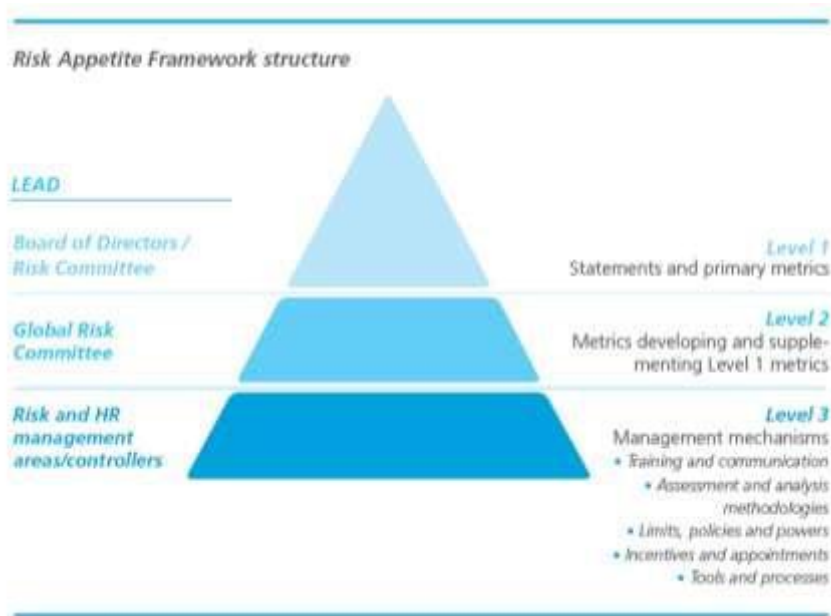 Risk Appetite Framework structure
LEAD
Board of Directors /
Risk Committee
Level 1
Statements and primary metrics
Global Risk
Committee
Level 2
Metrics developing and supple-
menting Level 1 metrics
Risk and HR
management
areas/controllers
Level 3
Management mechanisms
• Training and communication
• Assessment and analysis
methodologies
• Limits, policies and powers
• Incentives and appointments
• Tools and processes